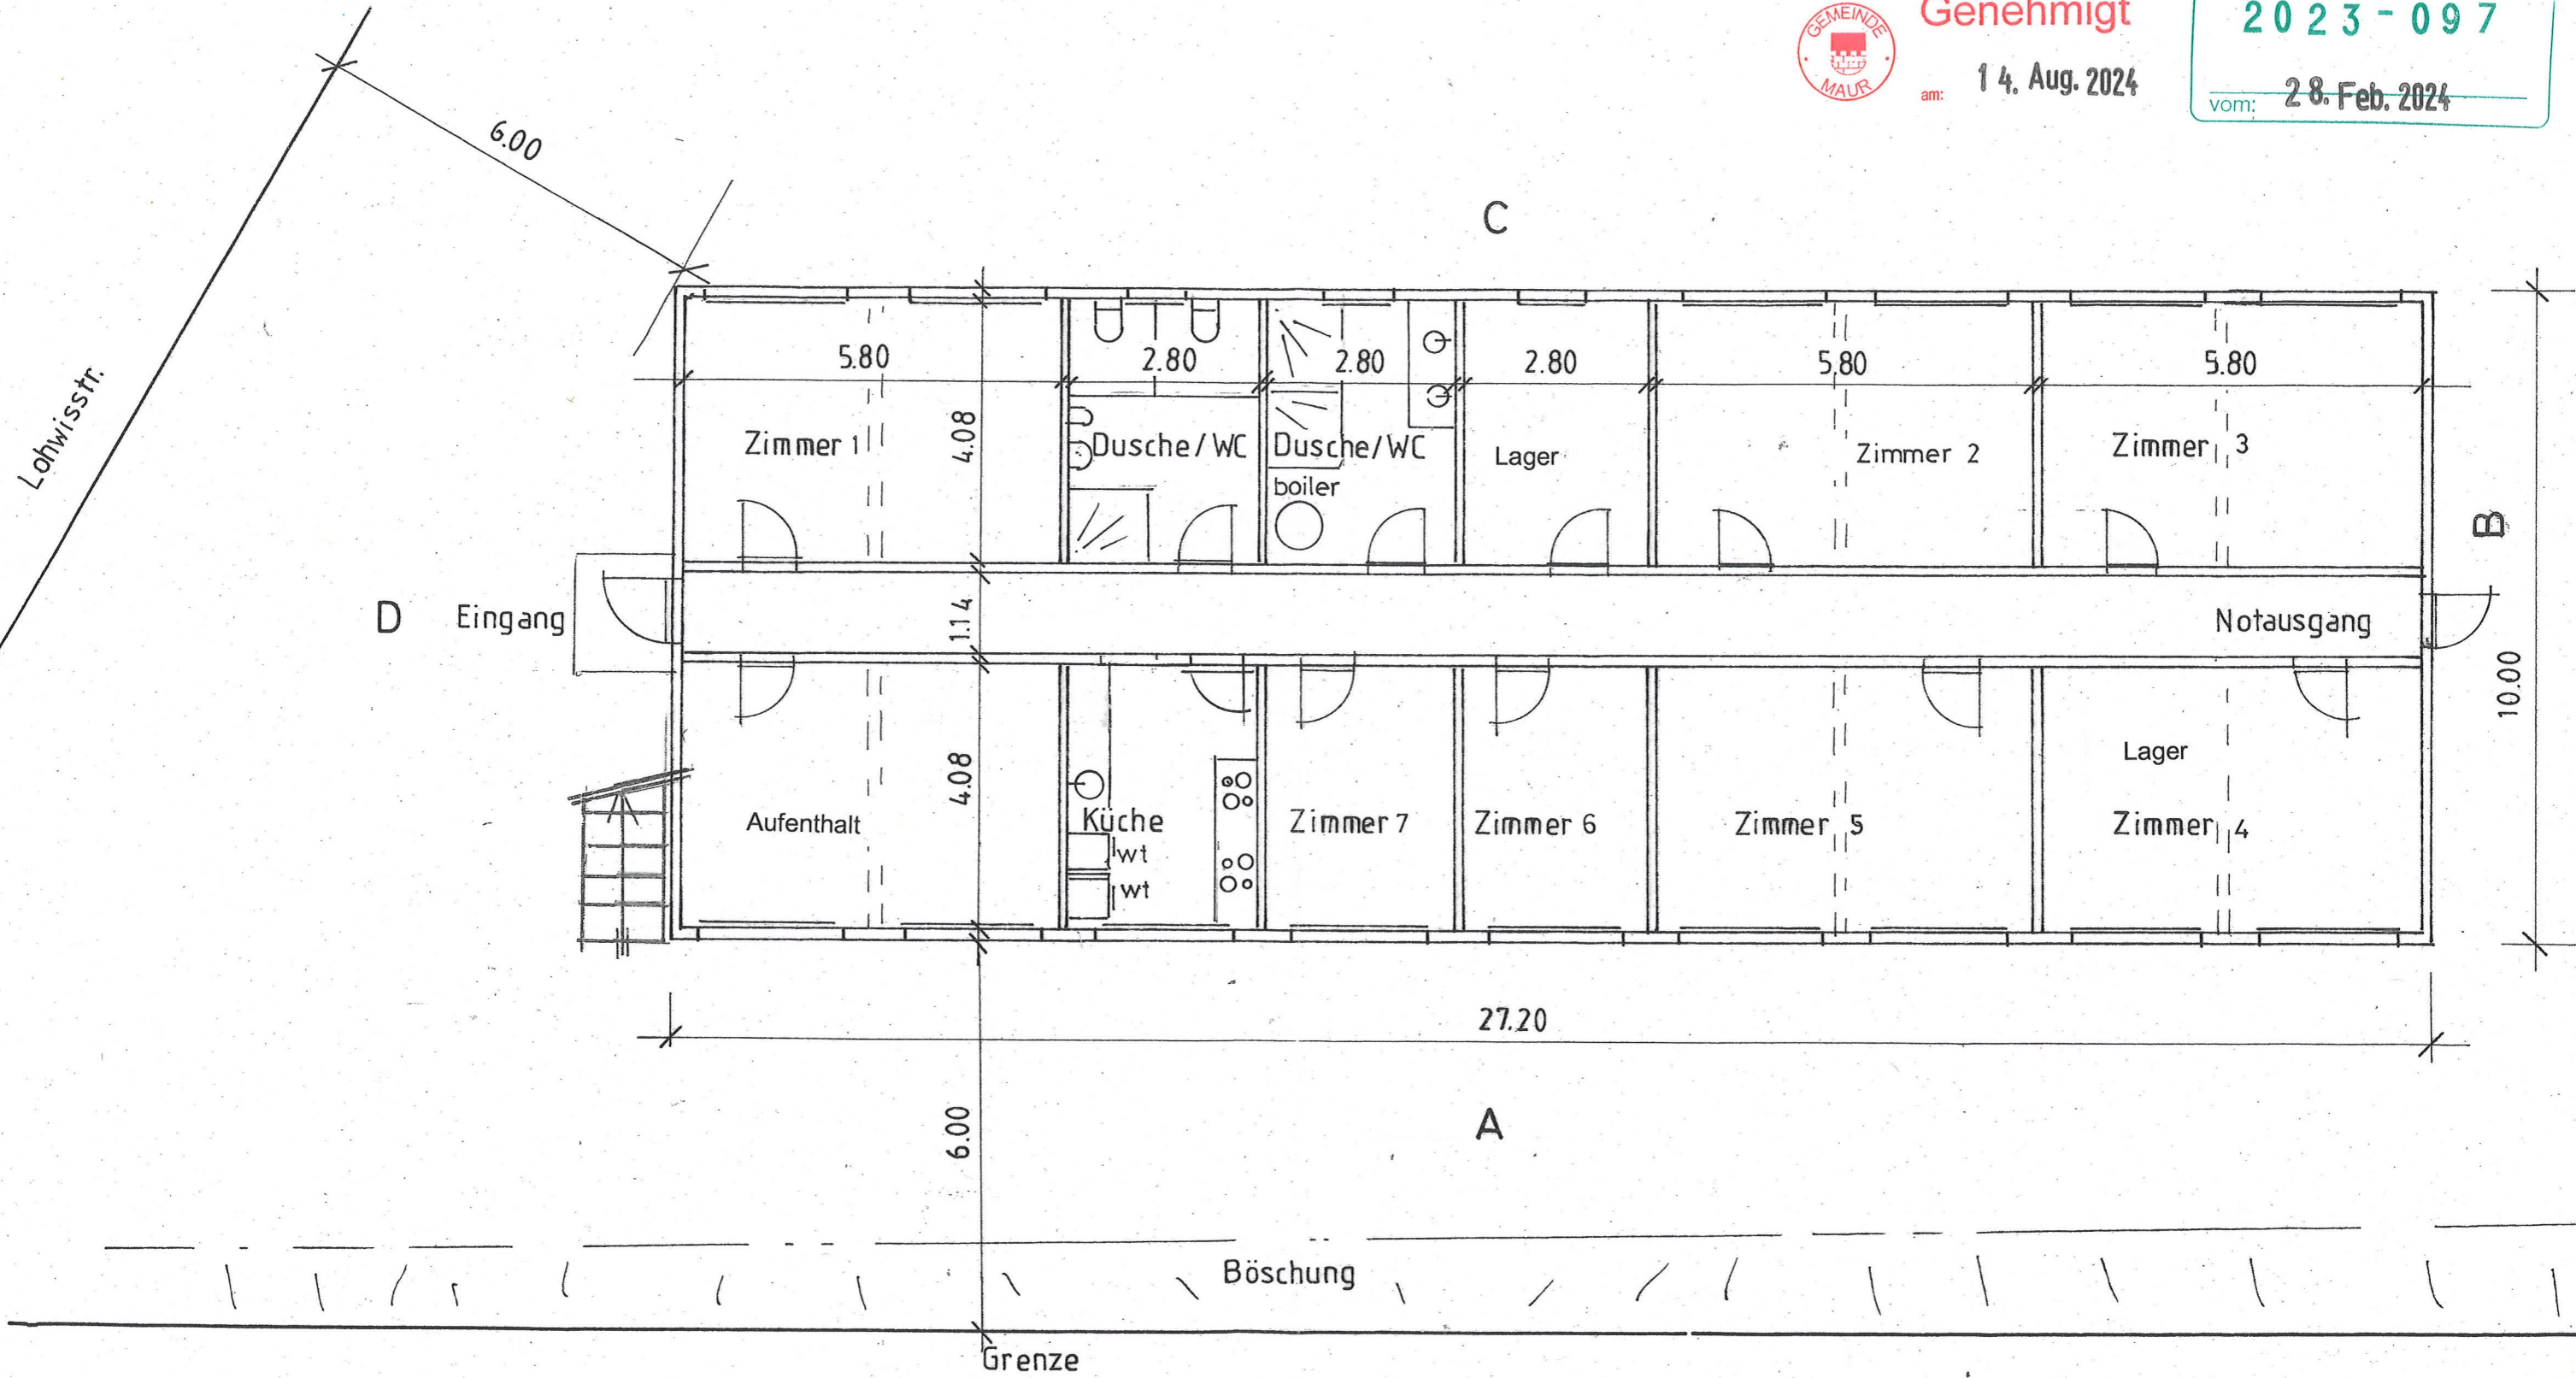 GEMEINDE
MAUR
Genehmigt
am: 14. Aug. 2024
2023-097
vom: 28. Feb. 2024
6.00
Lohwisstr.
C
5.80
2.80
2.80
2.80
5.80
5.80
4.08
Zimmer 1
Dusche/WC
Dusche/WC
boiler
Lager
Zimmer 2
Zimmer 3
B
D
Eingang
1.14
Notausgang
10.00
4.08
Aufenthalt
Küche
wt
wt
Zimmer 7
Zimmer 6
Zimmer 5
Lager
Zimmer 4
27.20
6.00
A
Böschung
Grenze